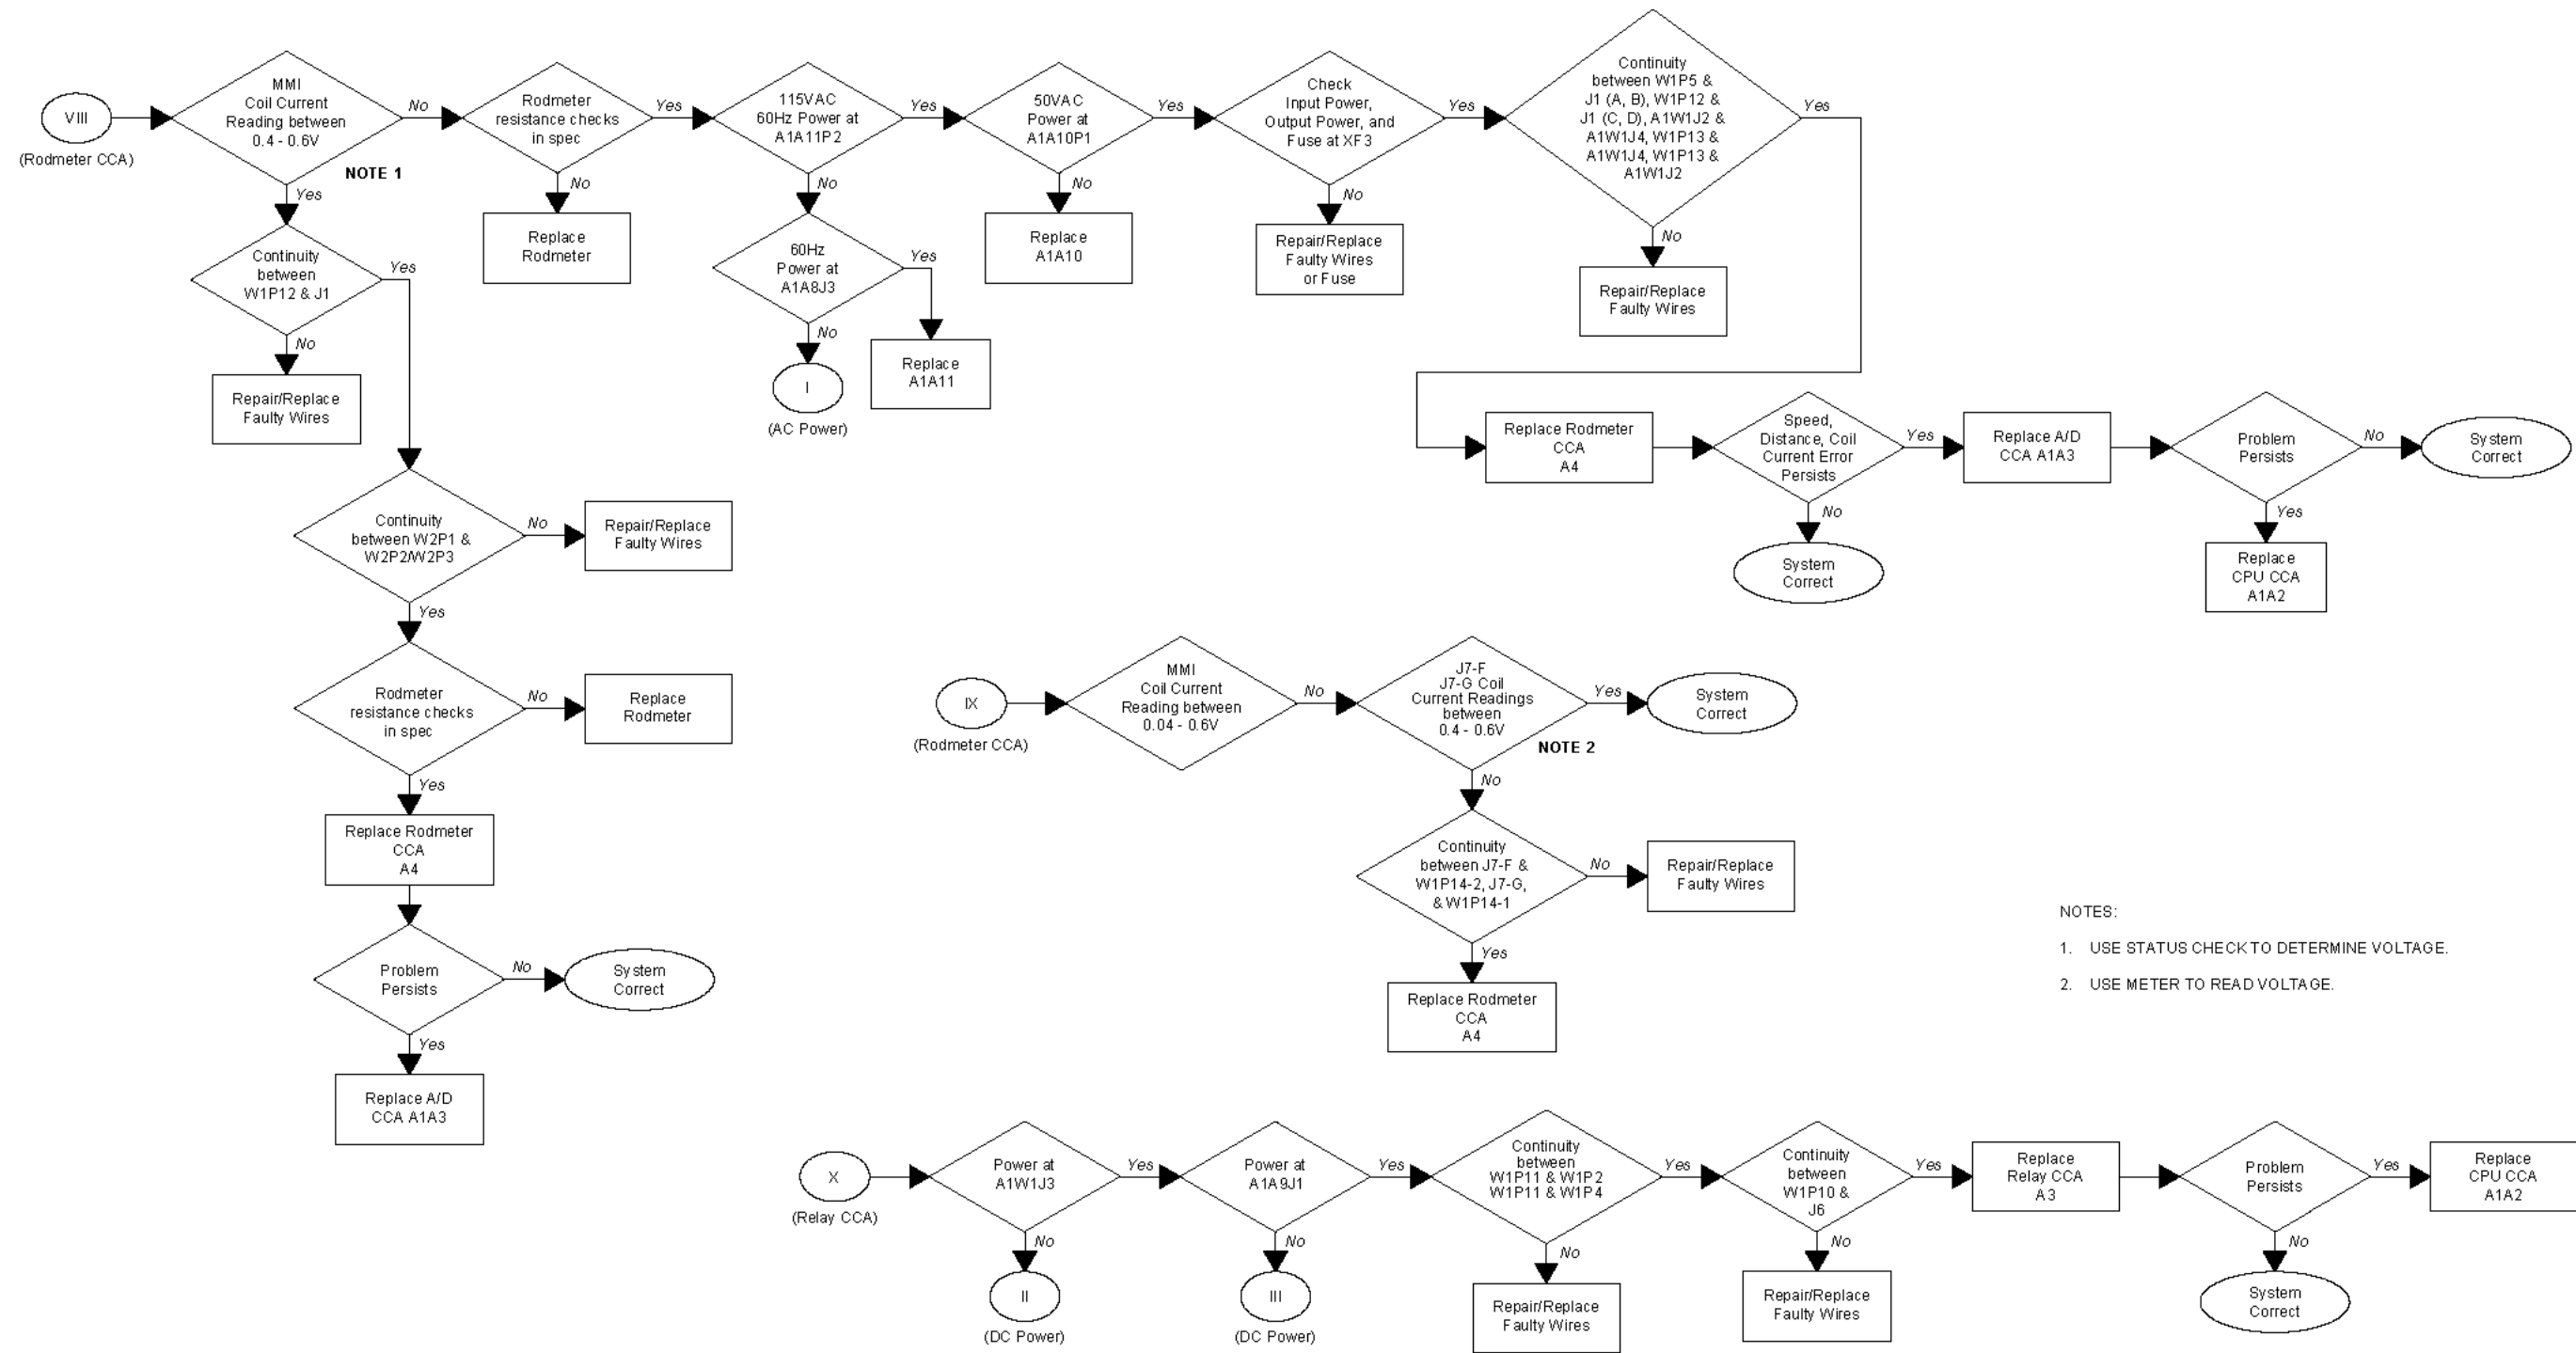 VIII
(Rodmeter CCA)
MMI
Coil Current
Reading between
0.4 - 0.6V
NOTE 1
No
Yes
Rodmeter
resistance checks
in spec
Yes
No
Replace
Rodmeter
115VAC
60Hz Power at
A1A11P2
Yes
No
60Hz
Power at
A1A8J3
Yes
No
I
(AC Power)
Replace
A1A11
50VAC
Power at
A1A10P1
Yes
No
Replace
A1A10
Check
Input Power,
Output Power, and
Fuse at XF3
Yes
No
Repair/Replace
Faulty Wires
or Fuse
Continuity
between W1P5 &
J1 (A, B), W1P12 &
J1 (C, D), A1W1J2 &
A1W1J4, W1P13 &
A1W1J4, W1P13 &
A1W1J2
Yes
No
Repair/Replace
Faulty Wires
Continuity
between
W1P12 & J1
Yes
No
Repair/Replace
Faulty Wires
Replace Rodmeter
CCA
A4
Speed,
Distance, Coil
Current Error
Persists
Yes
No
System
Correct
Replace A/D
CCA A1A3
Problem
Persists
No
System
Correct
Yes
Replace
CPU CCA
A1A2
Continuity
between W2P1 &
W2P2/W2P3
No
Repair/Replace
Faulty Wires
Yes
Rodmeter
resistance checks
in spec
No
Replace
Rodmeter
Yes
Replace Rodmeter
CCA
A4
Problem
Persists
No
System
Correct
Yes
Replace A/D
CCA A1A3
IX
(Rodmeter CCA)
MMI
Coil Current
Reading between
0.04 - 0.6V
No
J7-F
J7-G Coil
Current Readings
between
0.4 - 0.6V
NOTE 2
Yes
System
Correct
No
Continuity
between J7-F &
W1P14-2, J7-G,
& W1P14-1
No
Repair/Replace
Faulty Wires
Yes
Replace Rodmeter
CCA
A4
NOTES:
1. USE STATUS CHECK TO DETERMINE VOLTAGE.
2. USE METER TO READ VOLTAGE.
X
(Relay CCA)
Power at
A1W1J3
Yes
No
II
(DC Power)
Power at
A1A9J1
Yes
No
III
(DC Power)
Continuity
between
W1P11 & W1P2
W1P11 & W1P4
Yes
No
Repair/Replace
Faulty Wires
Continuity
between
W1P10 &
J6
Yes
No
Repair/Replace
Faulty Wires
Replace
Relay CCA
A3
Problem
Persists
Yes
No
System
Correct
Replace
CPU CCA
A1A2